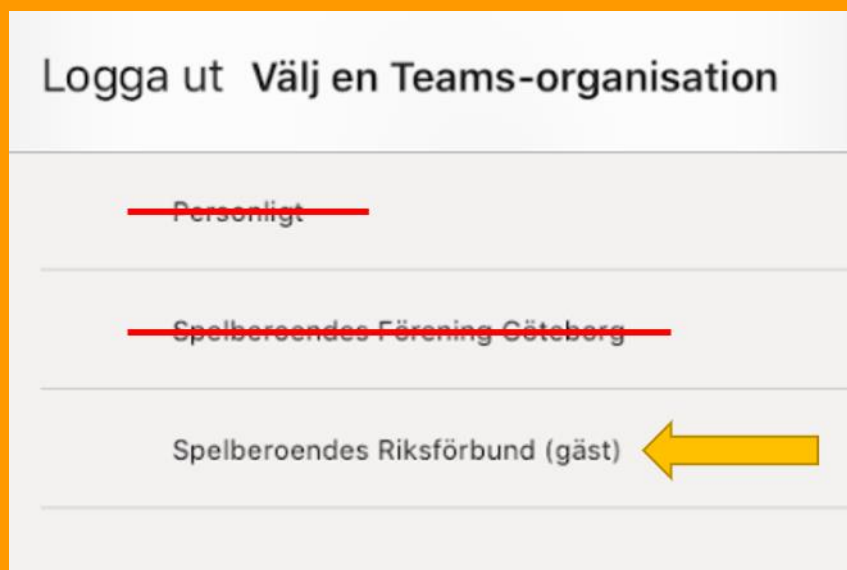 Logga ut Välj en Teams-organisation
Personligt
Spelberoendes Förening Göteborg
Spelberoendes Riksförbund (gäst)